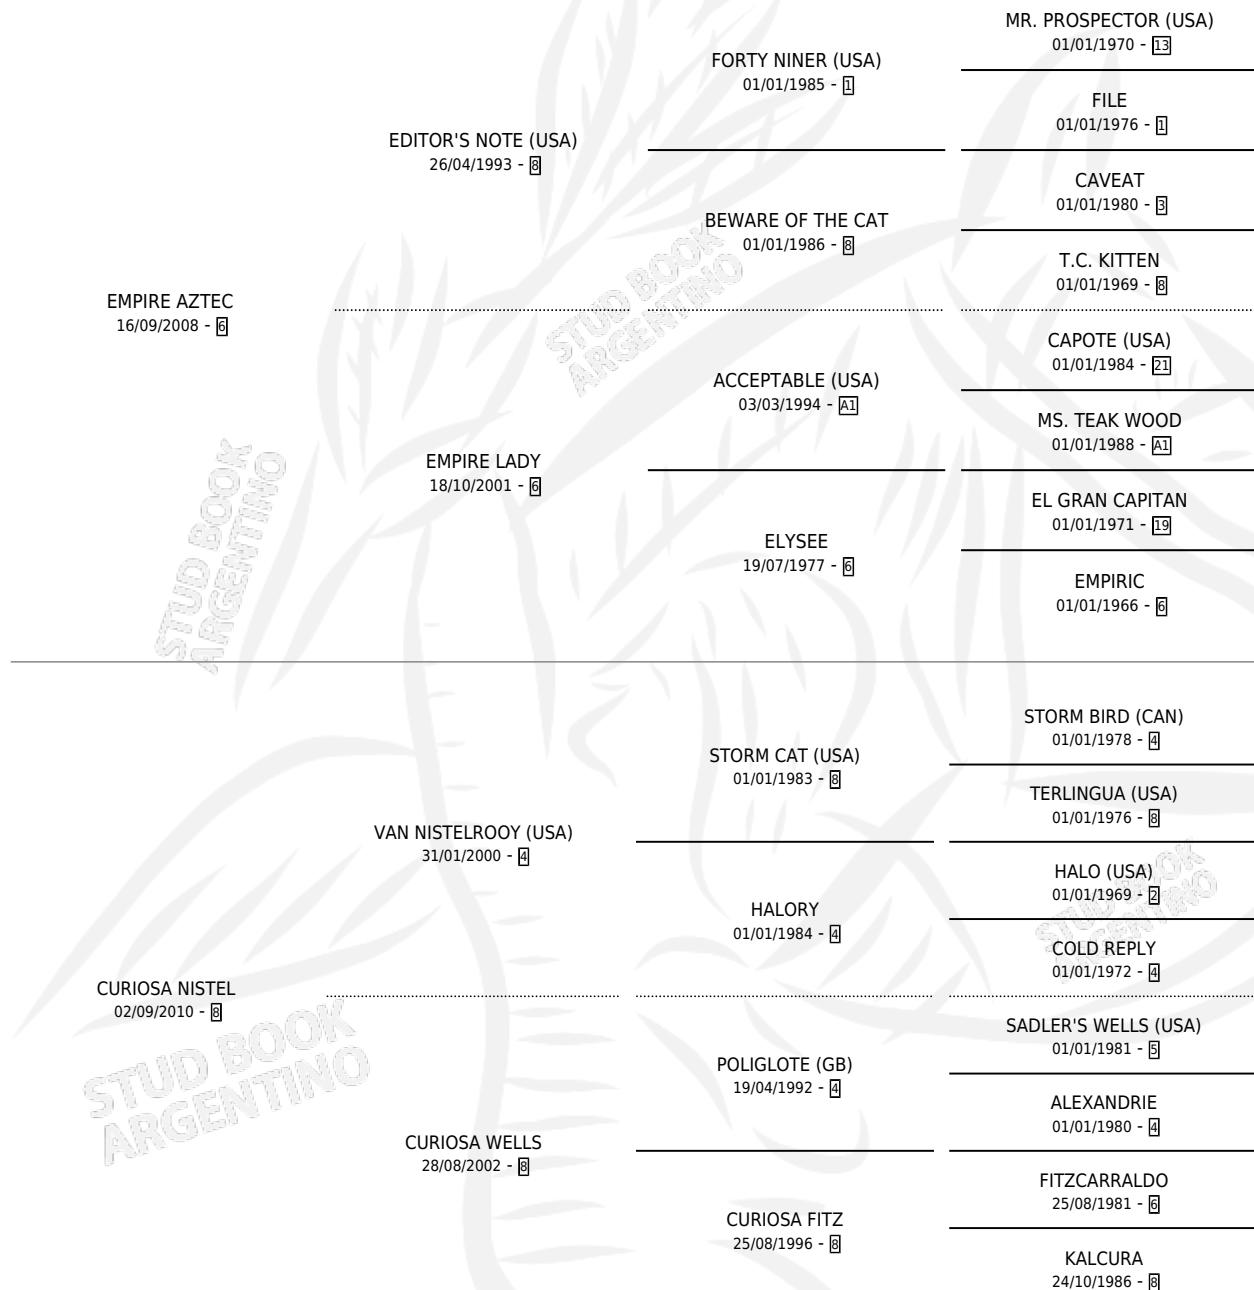 MR. PROSPECTOR (USA)
01/01/1970 - 13
FORTY NINER (USA)
01/01/1985 - 1
FILE
01/01/1976 - 1
EDITOR'S NOTE (USA)
26/04/1993 - 8
CAVEAT
01/01/1980 - 3
BEWARE OF THE CAT
01/01/1986 - 8
T.C. KITTEN
01/01/1969 - 8
EMPIRE AZTEC
16/09/2008 - 6
CAPOTE (USA)
01/01/1984 - 21
ACCEPTABLE (USA)
03/03/1994 - A1
MS. TEAK WOOD
01/01/1988 - A1
EMPIRE LADY
18/10/2001 - 6
EL GRAN CAPITAN
01/01/1971 - 19
ELYSEE
19/07/1977 - 6
EMPIRIC
01/01/1966 - 6
STORM BIRD (CAN)
01/01/1978 - 4
STORM CAT (USA)
01/01/1983 - 8
TERLINGUA (USA)
01/01/1976 - 8
VAN NISTELROOY (USA)
31/01/2000 - 4
HALO (USA)
01/01/1969 - 2
HALORY
01/01/1984 - 4
COLD REPLY
01/01/1972 - 4
CURIOSA NISTEL
02/09/2010 - 8
SADLER'S WELLS (USA)
01/01/1981 - 5
POLIGLOTE (GB)
19/04/1992 - 4
ALEXANDRIE
01/01/1980 - 4
CURIOSA WELLS
28/08/2002 - 8
FITZCARRALDO
25/08/1981 - 6
CURIOSA FITZ
25/08/1996 - 8
KALCURA
24/10/1986 - 8
STUD BOOK
ARGENTINO
STUD BOOK
ARGENTINO
STUD BOOK
ARGENTINO
STUD BOOK
ARGENTINO